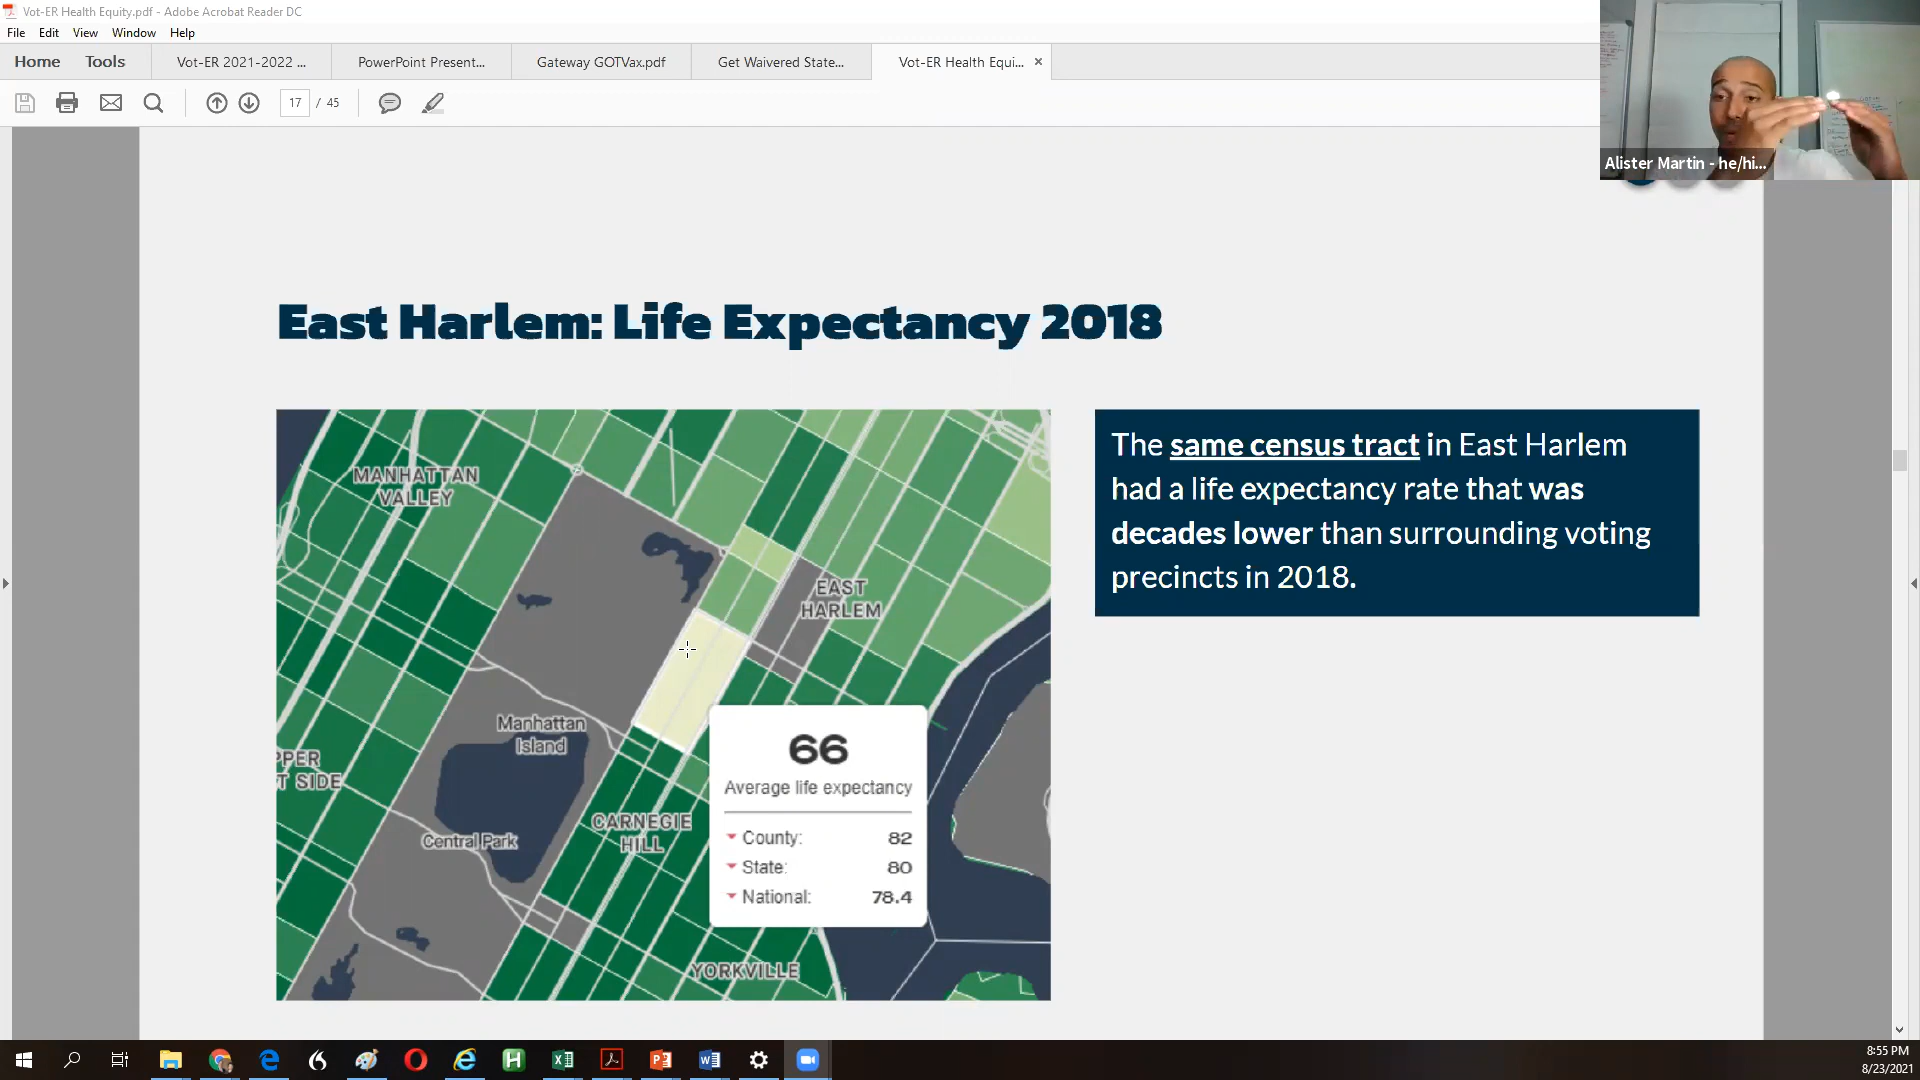 Vot-ER Health Equity.pdf - Adobe Acrobat Reader DC
File Edit View Window Help
Home Tools Vot-ER 2021-2022 ... PowerPoint Present... Gateway GOTVax.pdf Get Waivered State... Vot-ER Health Equi... ×
17 / 45
Alister Martin - he/hi...
East Harlem: Life Expectancy 2018
MANHATTAN
VALLEY
EAST
HARLEM
Manhattan
Island
PPER
T SIDE
Central Park
CARNEGIE
HILL
YORKVILLE
66
Average life expectancy
County: 82
State: 80
National: 78.4
The same census tract in East Harlem
had a life expectancy rate that was
decades lower than surrounding voting
precincts in 2018.
8:55 PM
8/23/2021